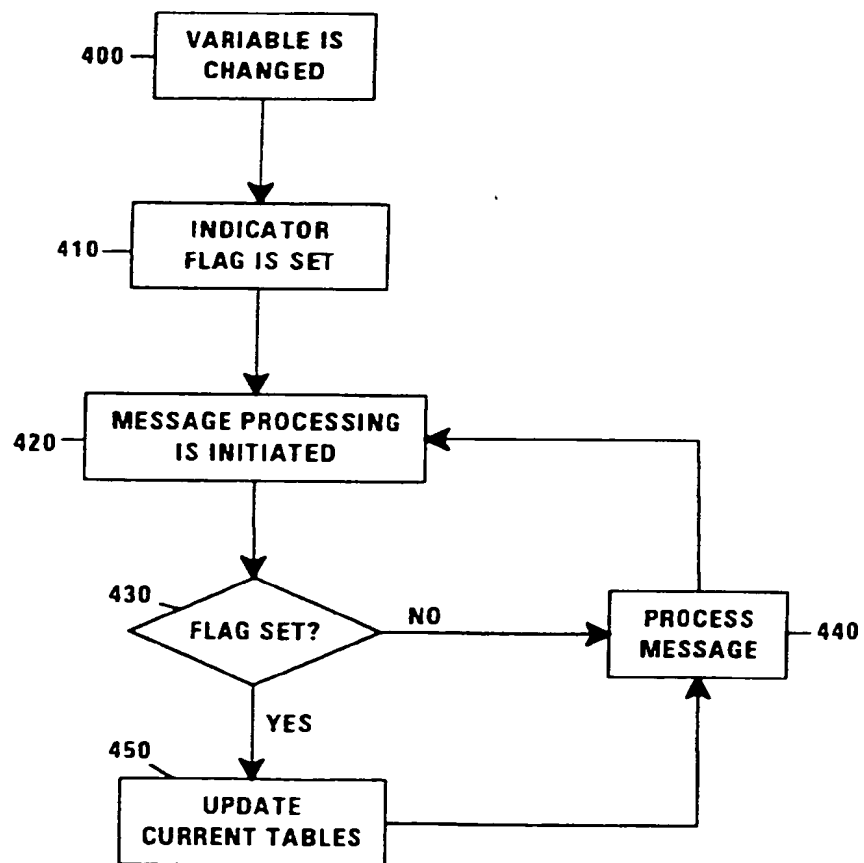 400
VARIABLE IS
CHANGED
410
INDICATOR
FLAG IS SET
420
MESSAGE PROCESSING
IS INITIATED
430
FLAG SET?
NO
PROCESS
MESSAGE
440
YES
450
UPDATE
CURRENT TABLES